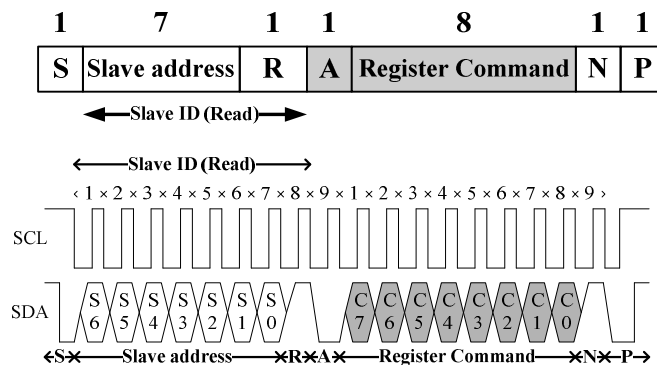 1 7 1 1 8 1 1
S Slave address R A Register Command N P
Slave ID (Read)
Slave ID (Read)
‹ 1 × 2 × 3 × 4 × 5 × 6 × 7 × 8 × 9 × 1 × 2 × 3 × 4 × 5 × 6 × 7 × 8 × 9 ›
SCL
SDA S6 S5 S4 S3 S2 S1 S0 C7 C6 C5 C4 C3 C2 C1 C0
S Slave address R A Register Command N P